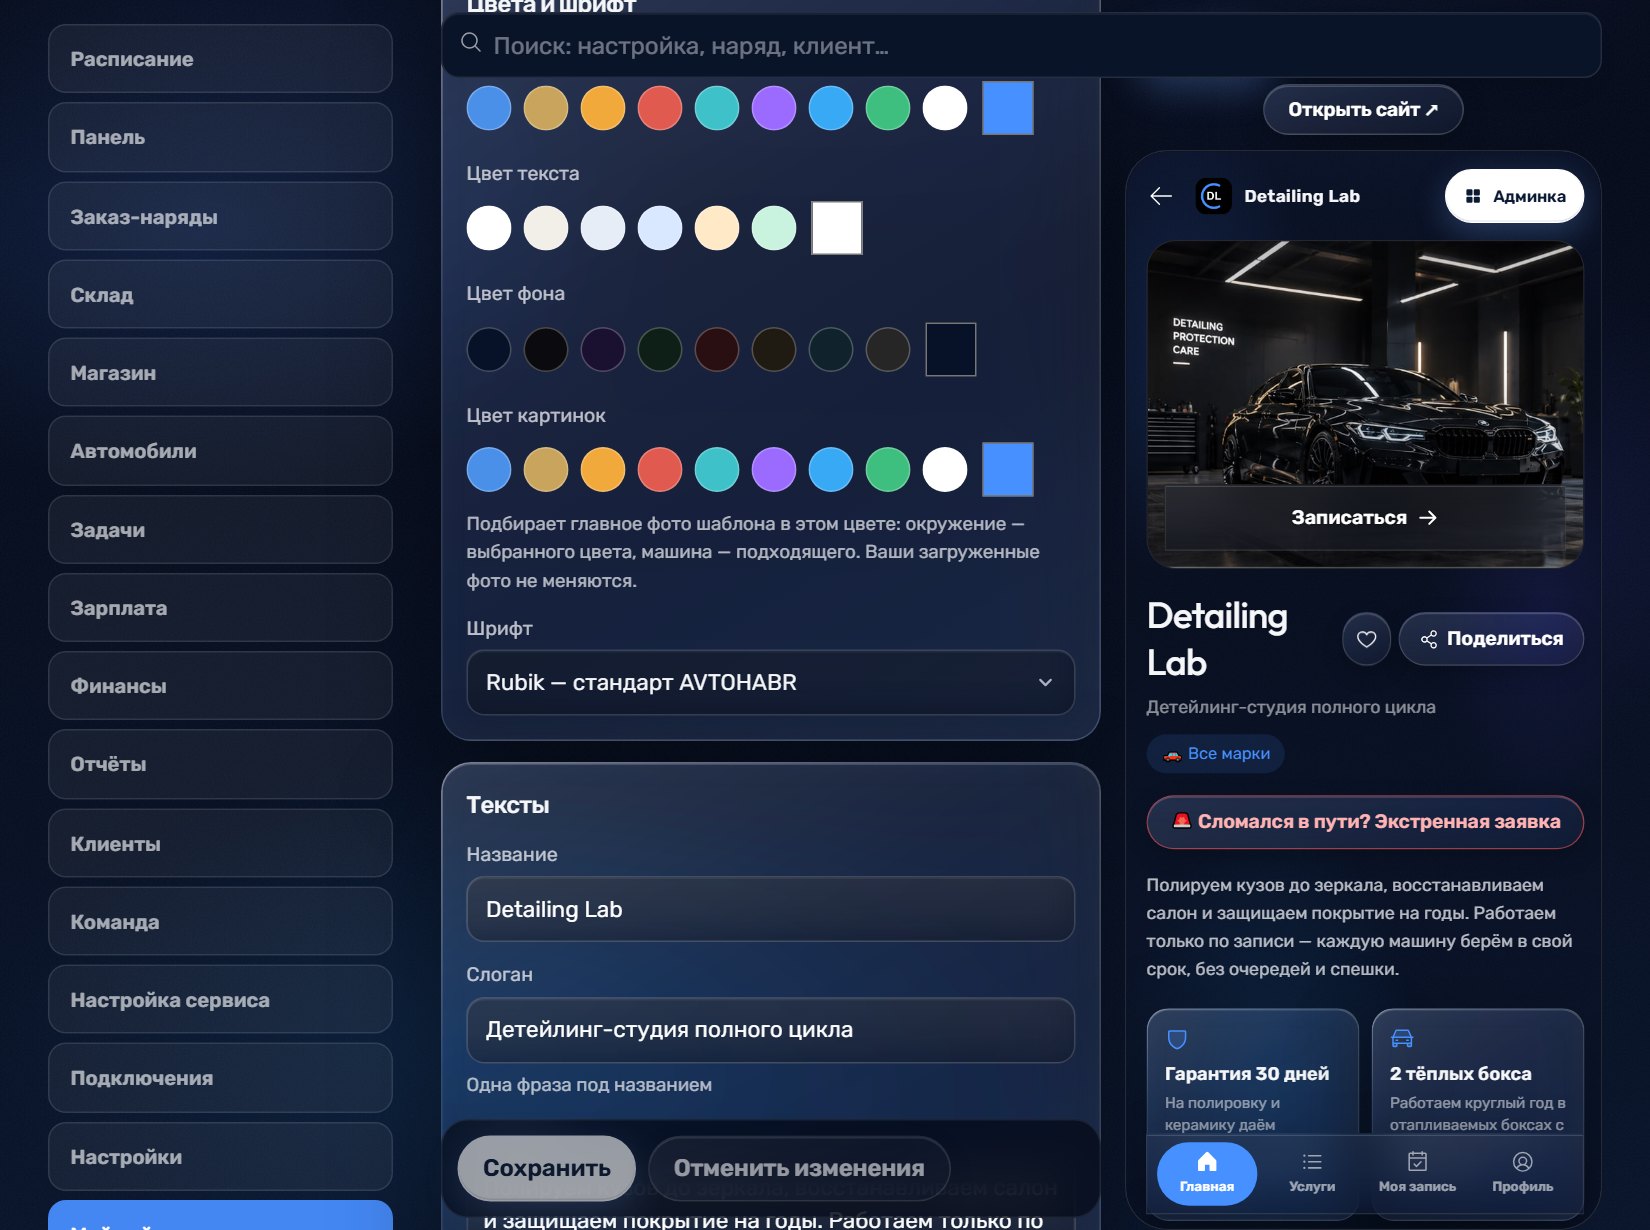 Расписание
Панель
Заказ-наряды
Склад
Магазин
Автомобили
Задачи
Зарплата
Финансы
Отчёты
Клиенты
Команда
Настройка сервиса
Подключения
Настройки
Цвета и шрифт
Поиск: настройка, наряд, клиент...
Цвет текста
Цвет фона
Цвет картинок
Подбирает главное фото шаблона в этом цвете: окружение —
выбранного цвета, машина — подходящего. Ваши загруженные
фото не меняются.
Шрифт
Rubik — стандарт AVTOHABR
Тексты
Название
Detailing Lab
Слоган
Детейлинг-студия полного цикла
Одна фраза под названием
Сохранить
Отменить изменения
до зеркала, восстанавливаем салон
и защищаем покрытие на годы. Работаем только по
Открыть сайт ↗
DL
Detailing Lab
Админка
DETAILING
PROTECTION
CARE
Записаться →
Detailing
Lab
Поделиться
Детейлинг-студия полного цикла
🚗 Все марки
🚨 Сломался в пути? Экстренная заявка
Полируем кузов до зеркала, восстанавливаем
салон и защищаем покрытие на годы. Работаем
только по записи — каждую машину берём в свой
срок, без очередей и спешки.
Гарантия 30 дней
На полировку и
керамику даём
2 тёплых бокса
Работаем круглый год в
отапливаемых боксах с
Главная
Услуги
Моя запись
Профиль